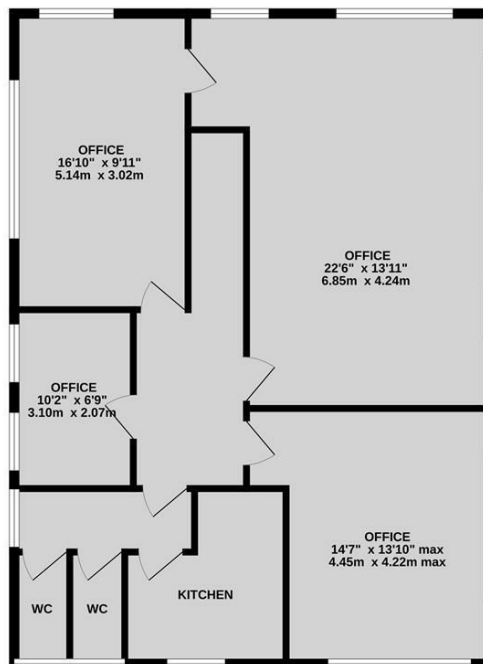 OFFICE
16'10" x 9'11"
5.14m x 3.02m
OFFICE
22'6" x 13'11"
6.85m x 4.24m
OFFICE
10'2" x 6'9"
3.10m x 2.07m
OFFICE
14'7" x 13'10" max
4.45m x 4.22m max
KITCHEN
WC
WC